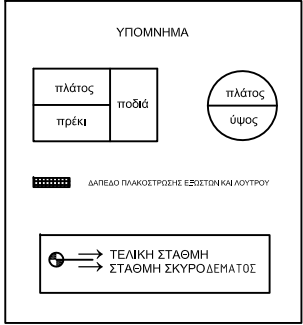 ΥΠΟΜΝΗΜΑ
πλάτος
πρέκι
ποδιά
πλάτος
ύψος
ΔΑΠΕΔΟ ΠΛΑΚΟΣΤΡΩΣΗΣ ΕΞΩΣΤΩΝ ΚΑΙ ΛΟΥΤΡΟΥ
ΤΕΛΙΚΗ ΣΤΑΘΜΗ
ΣΤΑΘΜΗ ΣΚΥΡΟΔΕΜΑΤΟΣ